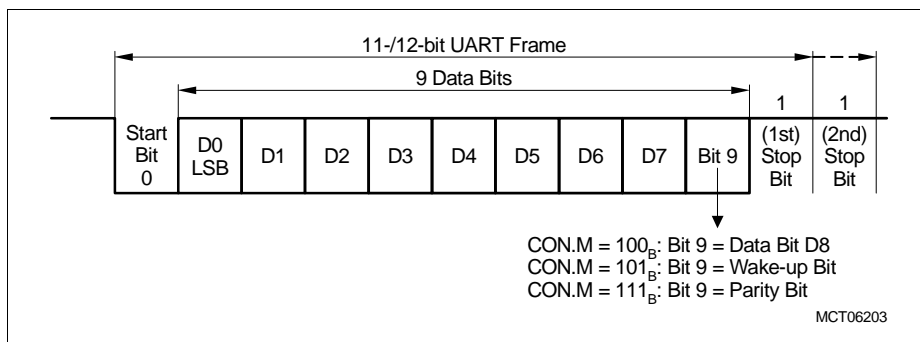 11-/12-bit UART Frame
9 Data Bits
1 1
Start Bit 0
D0 LSB
D1
D2
D3
D4
D5
D6
D7
Bit 9
(1st) Stop Bit
(2nd) Stop Bit
CON.M = 100B: Bit 9 = Data Bit D8
CON.M = 101B: Bit 9 = Wake-up Bit
CON.M = 111B: Bit 9 = Parity Bit
MCT06203